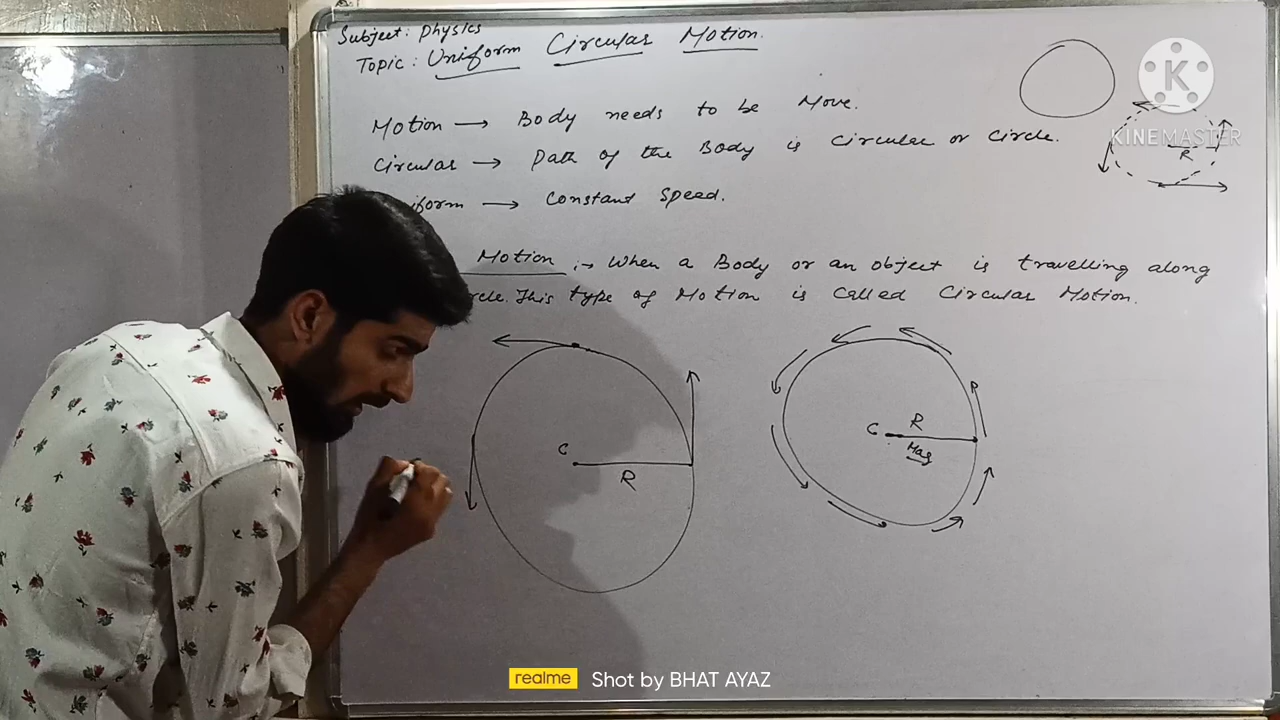 Subject: Physics
Topic: Uniform Circular Motion.
Motion → Body needs to be Move.
Circular → Path of the Body is Circular or Circle.
iform → Constant Speed.
Motion :→ When a Body or an object is travelling along
rcle. This type of Motion is called Circular Motion.
C
R
C
R
Mag
R
K
KINEMASTER
realme Shot by BHAT AYAZ